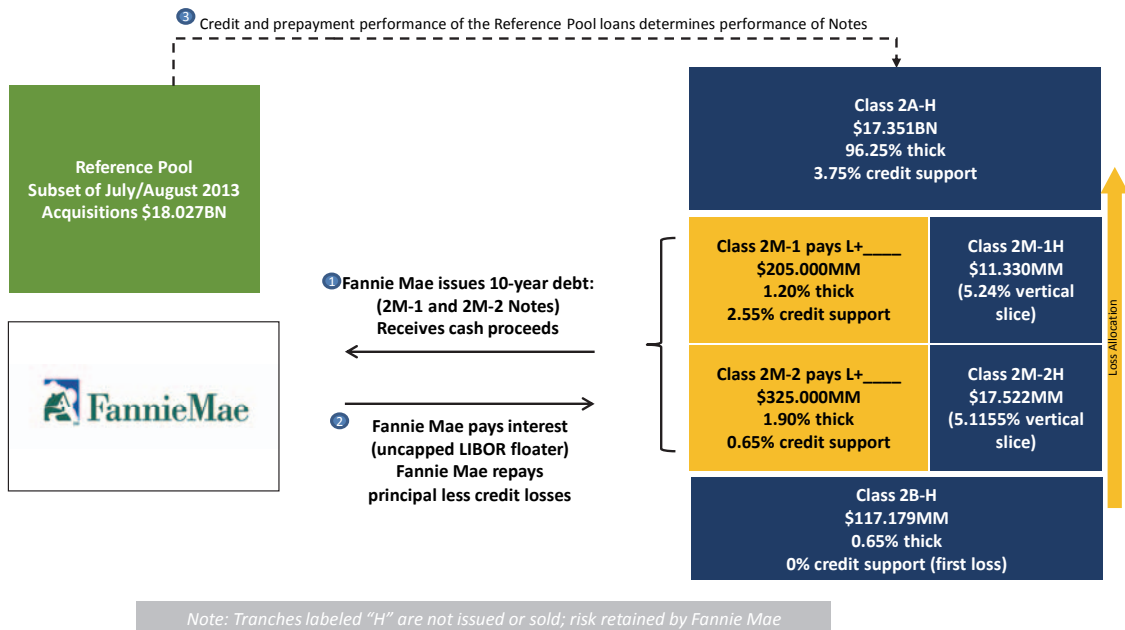 3 Credit and prepayment performance of the Reference Pool loans determines performance of Notes
Reference Pool
Subset of July/August 2013
Acquisitions $18.027BN
FannieMae
1 Fannie Mae issues 10-year debt:
(2M-1 and 2M-2 Notes)
Receives cash proceeds
2 Fannie Mae pays interest
(uncapped LIBOR floater)
Fannie Mae repays
principal less credit losses
Class 2A-H
$17.351BN
96.25% thick
3.75% credit support
Class 2M-1 pays L+____
$205.000MM
1.20% thick
2.55% credit support
Class 2M-1H
$11.330MM
(5.24% vertical
slice)
Class 2M-2 pays L+____
$325.000MM
1.90% thick
0.65% credit support
Class 2M-2H
$17.522MM
(5.1155% vertical
slice)
Class 2B-H
$117.179MM
0.65% thick
0% credit support (first loss)
Loss Allocation
Note: Tranches labeled “H” are not issued or sold; risk retained by Fannie Mae